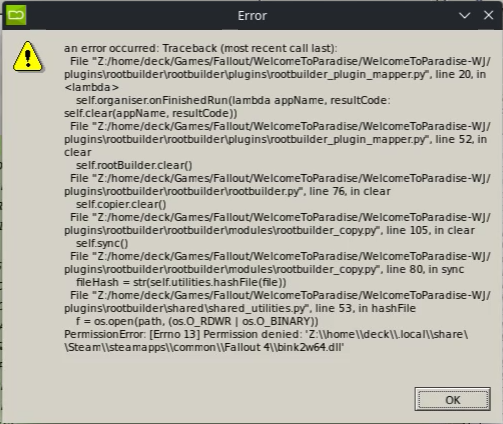 Error
an error occurred: Traceback (most recent call last):
File "Z:/home/deck/Games/Fallout/WelcomeToParadise/WelcomeToParadise-WJ/
plugins\rootbuilder\rootbuilder\plugins\rootbuilder_plugin_mapper.py", line 20, in
<lambda>
self.organiser.onFinishedRun(lambda appName, resultCode:
self.clear(appName, resultCode))
File "Z:/home/deck/Games/Fallout/WelcomeToParadise/WelcomeToParadise-WJ/
plugins\rootbuilder\rootbuilder\plugins\rootbuilder_plugin_mapper.py", line 52, in
clear
self.rootBuilder.clear()
File "Z:/home/deck/Games/Fallout/WelcomeToParadise/WelcomeToParadise-WJ/
plugins\rootbuilder\rootbuilder\rootbuilder.py", line 76, in clear
self.copier.clear()
File "Z:/home/deck/Games/Fallout/WelcomeToParadise/WelcomeToParadise-WJ/
plugins\rootbuilder\rootbuilder\modules\rootbuilder_copy.py", line 105, in clear
self.sync()
File "Z:/home/deck/Games/Fallout/WelcomeToParadise/WelcomeToParadise-WJ/
plugins\rootbuilder\rootbuilder\modules\rootbuilder_copy.py", line 80, in sync
fileHash = str(self.utilities.hashFile(file))
File "Z:/home/deck/Games/Fallout/WelcomeToParadise/WelcomeToParadise-WJ/
plugins\rootbuilder\shared\shared_utilities.py", line 53, in hashFile
f = os.open(path, (os.O_RDWR | os.O_BINARY))
PermissionError: [Errno 13] Permission denied: 'Z:\\home\\deck\\.local\\share\
\Steam\\steamapps\\common\\Fallout 4\\bink2w64.dll'
OK